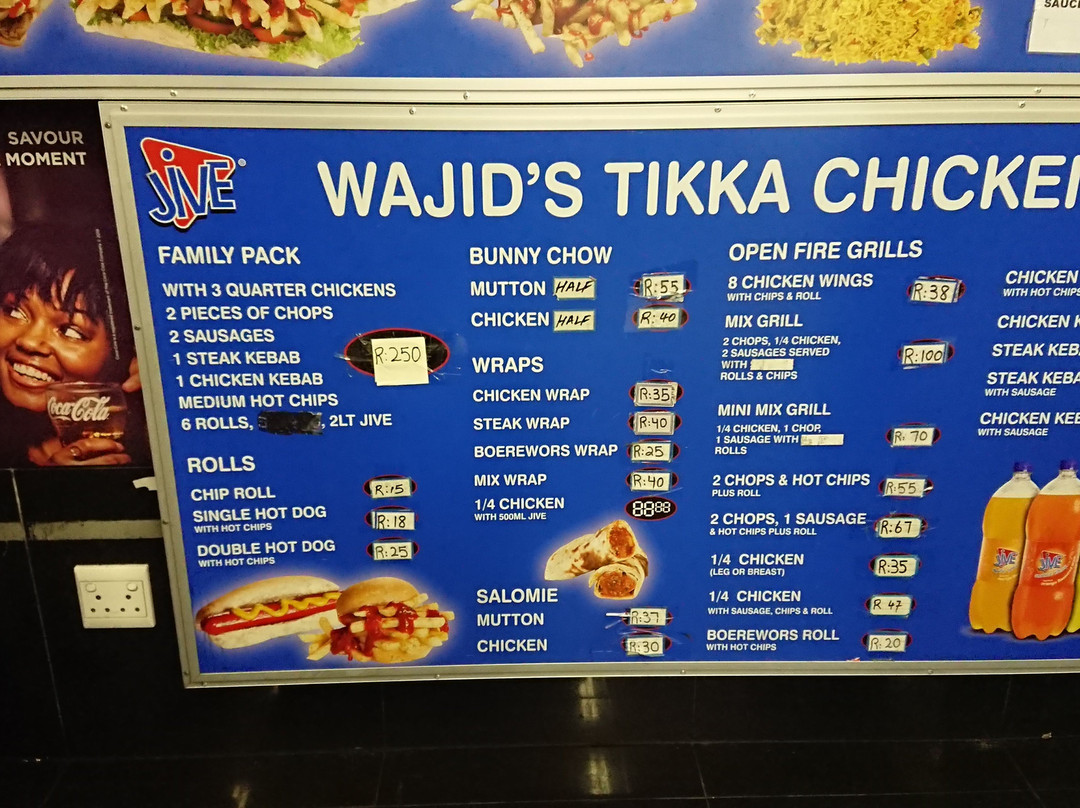 SAUCE
SAVOUR
MOMENT
Coca-Cola
JIVE®
WAJID'S TIKKA CHICKEN
FAMILY PACK
WITH 3 QUARTER CHICKENS
2 PIECES OF CHOPS
2 SAUSAGES
1 STEAK KEBAB
1 CHICKEN KEBAB
MEDIUM HOT CHIPS
6 ROLLS, , 2LT JIVE
R:250
ROLLS
CHIP ROLL R:15
SINGLE HOT DOG R:18
WITH HOT CHIPS
DOUBLE HOT DOG R:25
WITH HOT CHIPS
BUNNY CHOW
MUTTON HALF R:55
CHICKEN HALF R:40
WRAPS
CHICKEN WRAP R:35
STEAK WRAP R:40
BOEREWORS WRAP R:25
MIX WRAP R:40
1/4 CHICKEN
WITH 500ML JIVE
SALOMIE
MUTTON R:37
CHICKEN R:30
OPEN FIRE GRILLS
8 CHICKEN WINGS R:38
WITH CHIPS & ROLL
MIX GRILL
2 CHOPS, 1/4 CHICKEN,
2 SAUSAGES SERVED R:100
WITH
ROLLS & CHIPS
MINI MIX GRILL
1/4 CHICKEN, 1 CHOP,
1 SAUSAGE WITH R:70
ROLLS
2 CHOPS & HOT CHIPS R:55
PLUS ROLL
2 CHOPS, 1 SAUSAGE R:67
& HOT CHIPS PLUS ROLL
1/4 CHICKEN R:35
(LEG OR BREAST)
1/4 CHICKEN R 47
WITH SAUSAGE, CHIPS & ROLL
BOEREWORS ROLL R:20
WITH HOT CHIPS
CHICKEN
WITH HOT CHIPS
CHICKEN K
STEAK KEBA
STEAK KEBA
WITH SAUSAGE
CHICKEN KEB
WITH SAUSAGE
JIVE
JIVE